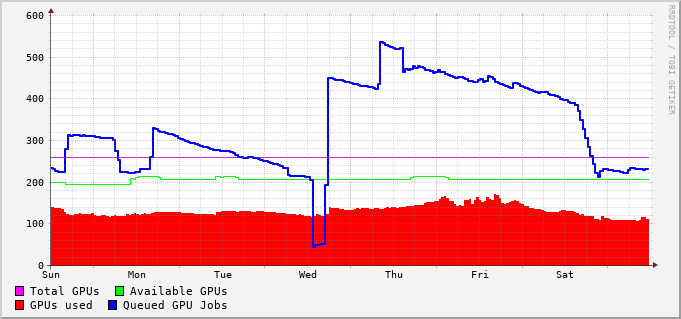 600
500
400
300
200
100
0
Sun Mon Tue Wed Thu Fri Sat
Total GPUs Available GPUs
GPUs used Queued GPU Jobs
RRDTOOL / TOBI OETIKER